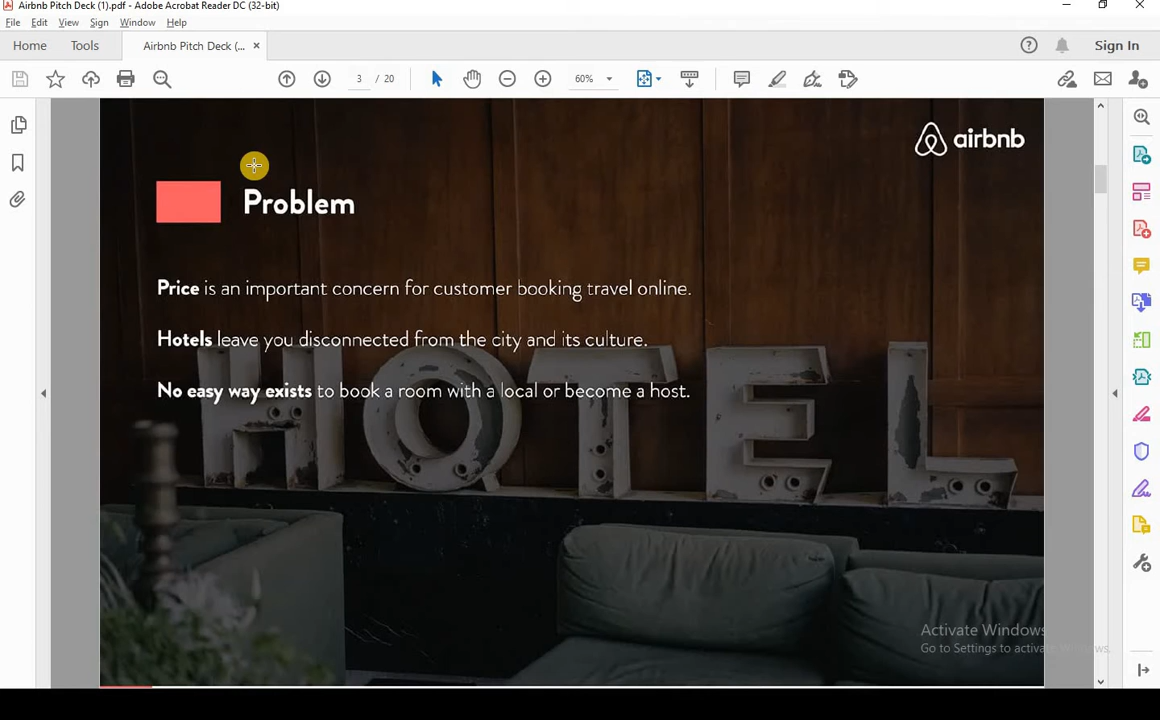 Airbnb Pitch Deck (1).pdf - Adobe Acrobat Reader DC (32-bit)
File Edit View Sign Window Help
Home Tools Airbnb Pitch Deck (... ×
Sign In
3 / 20
60%
airbnb
Problem
Price is an important concern for customer booking travel online.
Hotels leave you disconnected from the city and its culture.
No easy way exists to book a room with a local or become a host.
HOTEL
Activate Windows
Go to Settings to activate Windows.